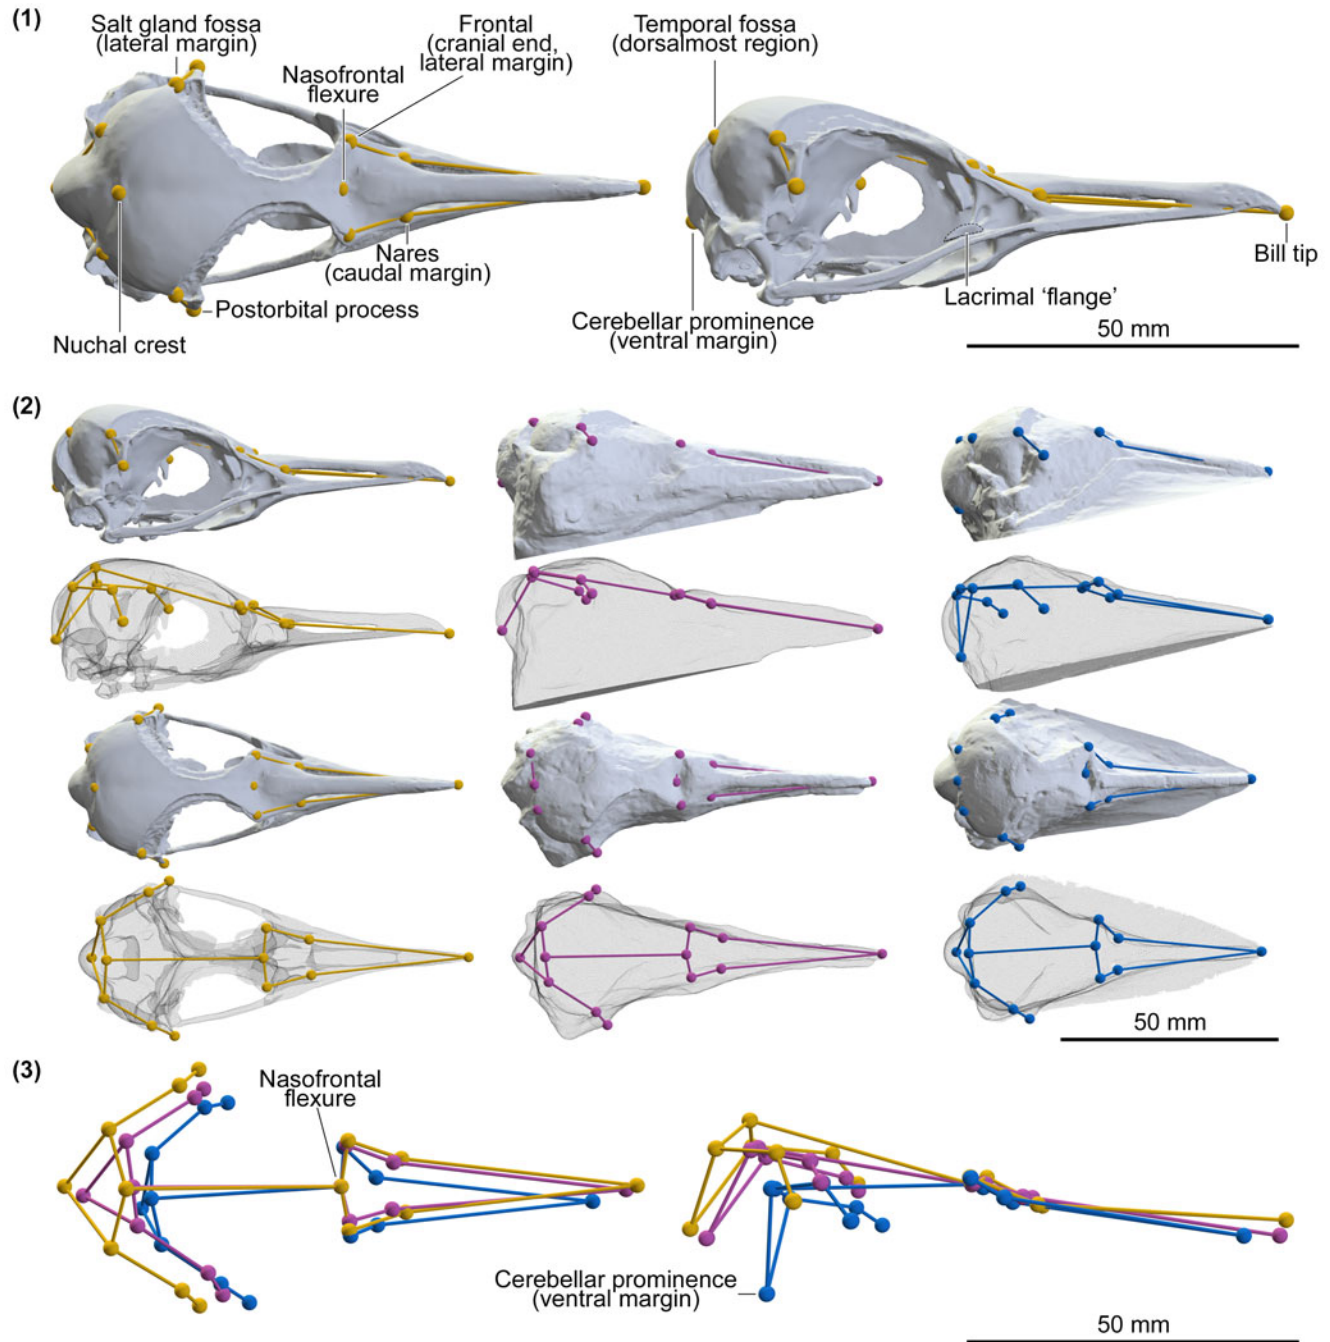 (1)
Salt gland fossa
(lateral margin)
Frontal
(cranial end,
lateral margin)
Nasofrontal
flexure
Nares
(caudal margin)
Postorbital process
Nuchal crest
Temporal fossa
(dorsalmost region)
Bill tip
Lacrimal ‘flange’
Cerebellar prominence
(ventral margin)
50 mm
(2)
50 mm
(3)
Nasofrontal
flexure
Cerebellar prominence
(ventral margin)
50 mm